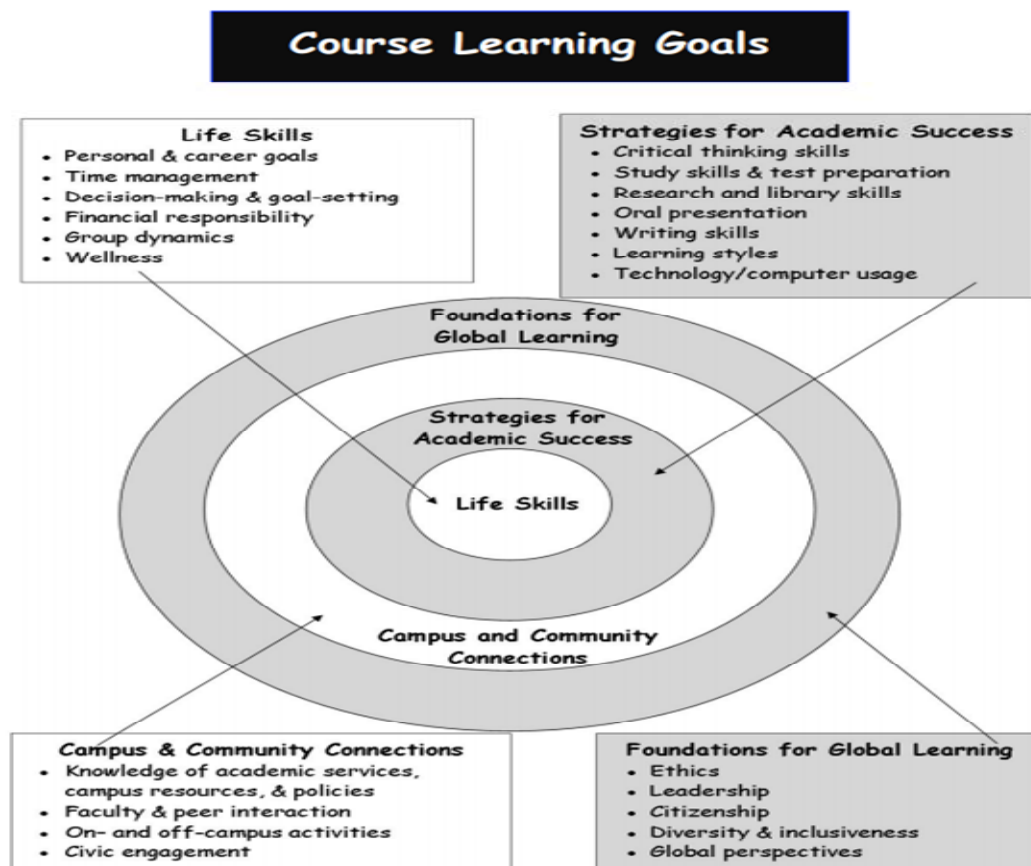 Course Learning Goals
Life Skills
• Personal & career goals
• Time management
• Decision-making & goal-setting
• Financial responsibility
• Group dynamics
• Wellness
Strategies for Academic Success
• Critical thinking skills
• Study skills & test preparation
• Research and library skills
• Oral presentation
• Writing skills
• Learning styles
• Technology/computer usage
Foundations for
Global Learning
Strategies for
Academic Success
Life Skills
Campus and Community
Connections
Campus & Community Connections
• Knowledge of academic services,
campus resources, & policies
• Faculty & peer interaction
• On- and off-campus activities
• Civic engagement
Foundations for Global Learning
• Ethics
• Leadership
• Citizenship
• Diversity & inclusiveness
• Global perspectives